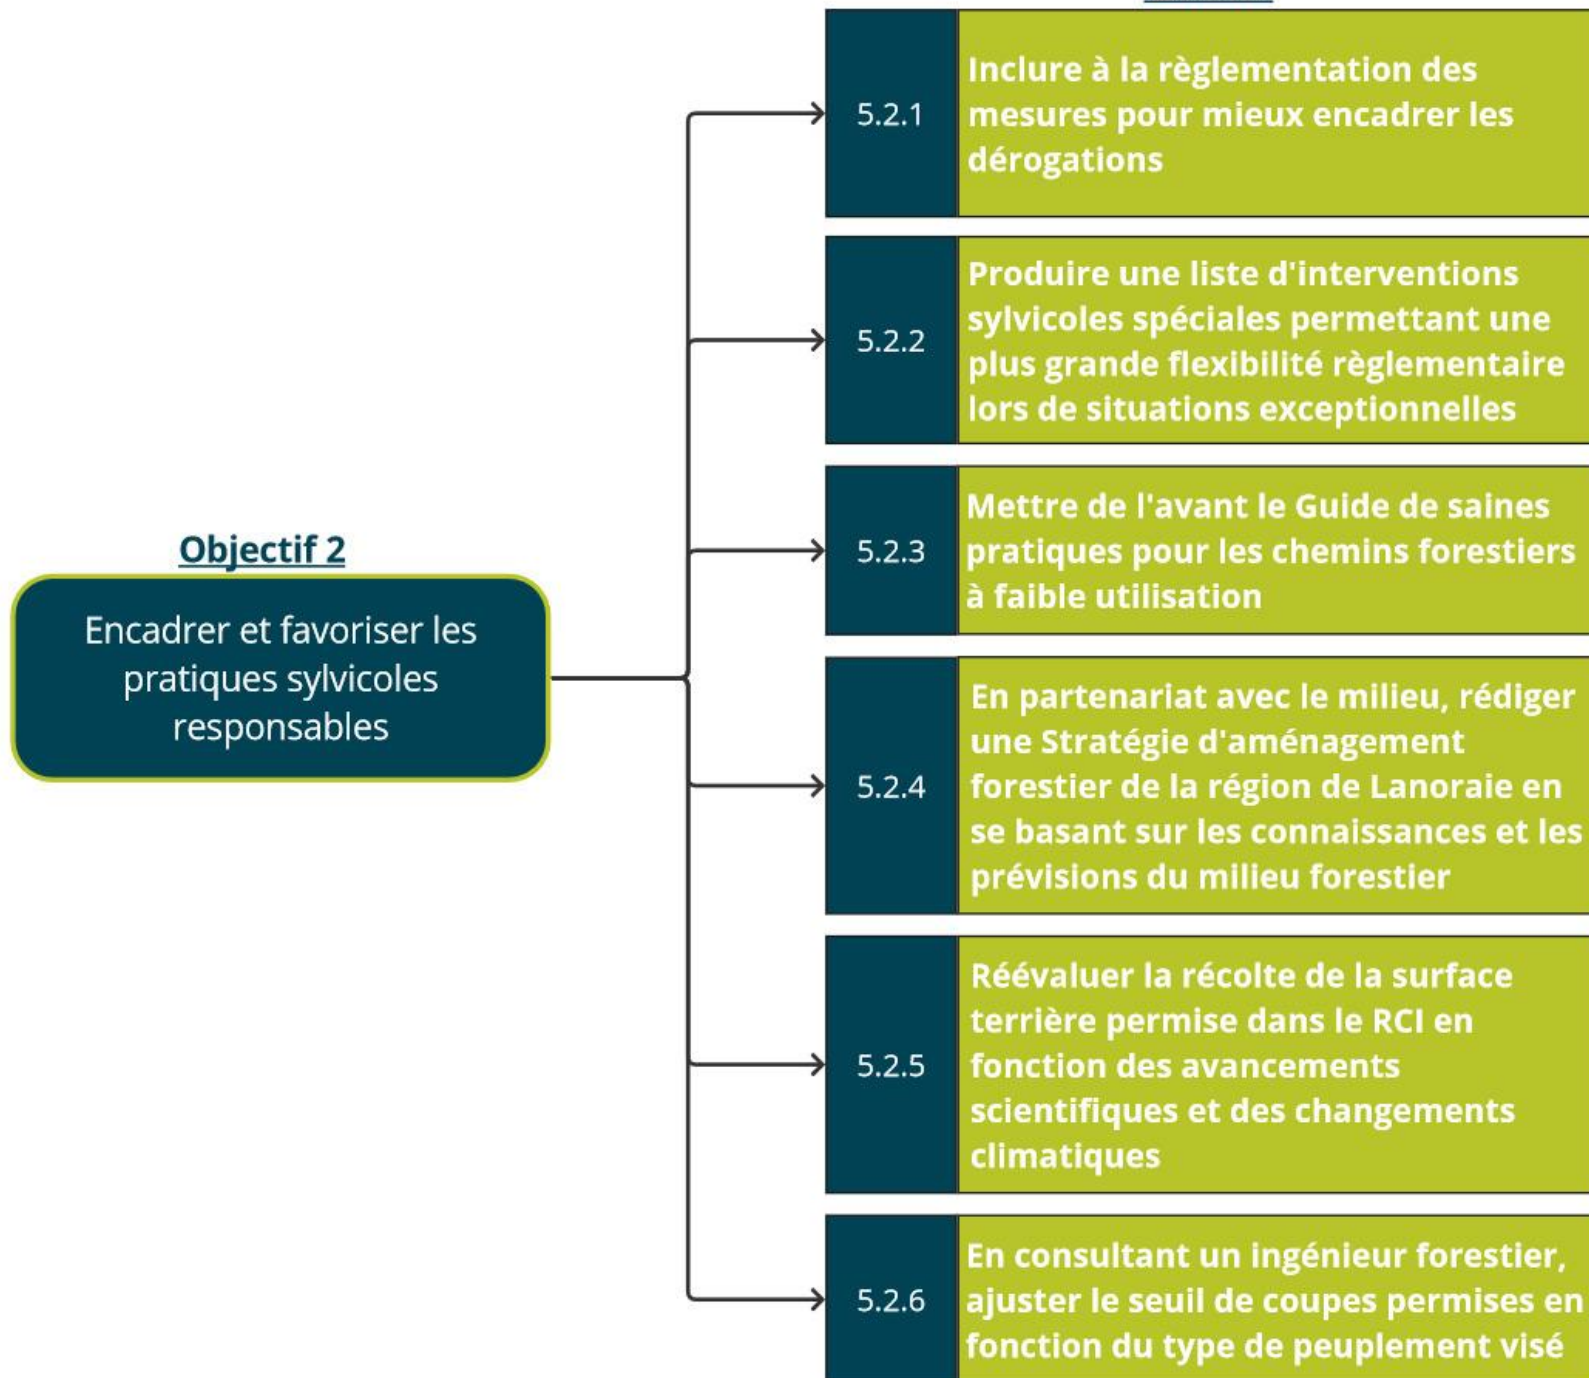 Objectif 2
Encadrer et favoriser les
pratiques sylvicoles
responsables
5.2.1
Inclure à la règlementation des
mesures pour mieux encadrer les
dérogations
5.2.2
Produire une liste d'interventions
sylvicoles spéciales permettant une
plus grande flexibilité règlementaire
lors de situations exceptionnelles
5.2.3
Mettre de l'avant le Guide de saines
pratiques pour les chemins forestiers
à faible utilisation
5.2.4
En partenariat avec le milieu, rédiger
une Stratégie d'aménagement
forestier de la région de Lanoraie en
se basant sur les connaissances et les
prévisions du milieu forestier
5.2.5
Réévaluer la récolte de la surface
terrière permise dans le RCI en
fonction des avancements
scientifiques et des changements
climatiques
5.2.6
En consultant un ingénieur forestier,
ajuster le seuil de coupes permises en
fonction du type de peuplement visé